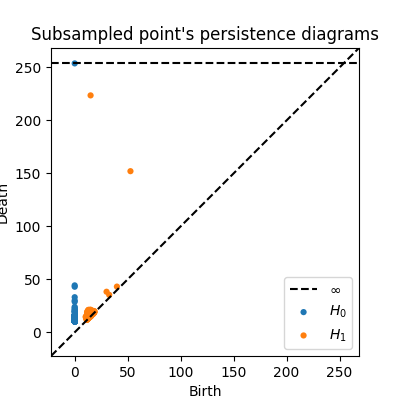 Subsampled point's persistence diagrams
250
200
150
100
50
0
Death
∞
H₀
H₁
0 50 100 150 200 250
Birth